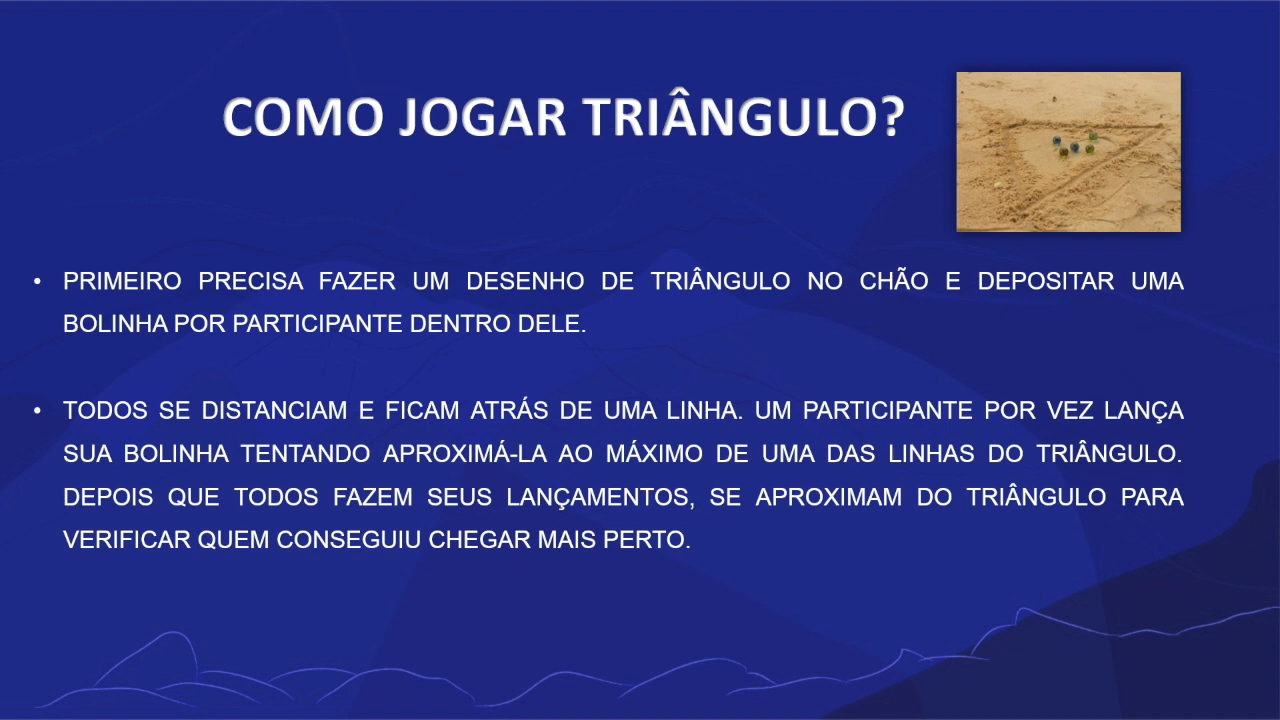 COMO JOGAR TRIÂNGULO?
• PRIMEIRO PRECISA FAZER UM DESENHO DE TRIÂNGULO NO CHÃO E DEPOSITAR UMA
BOLINHA POR PARTICIPANTE DENTRO DELE.
• TODOS SE DISTANCIAM E FICAM ATRÁS DE UMA LINHA. UM PARTICIPANTE POR VEZ LANÇA
SUA BOLINHA TENTANDO APROXIMÁ-LA AO MÁXIMO DE UMA DAS LINHAS DO TRIÂNGULO.
DEPOIS QUE TODOS FAZEM SEUS LANÇAMENTOS, SE APROXIMAM DO TRIÂNGULO PARA
VERIFICAR QUEM CONSEGUIU CHEGAR MAIS PERTO.